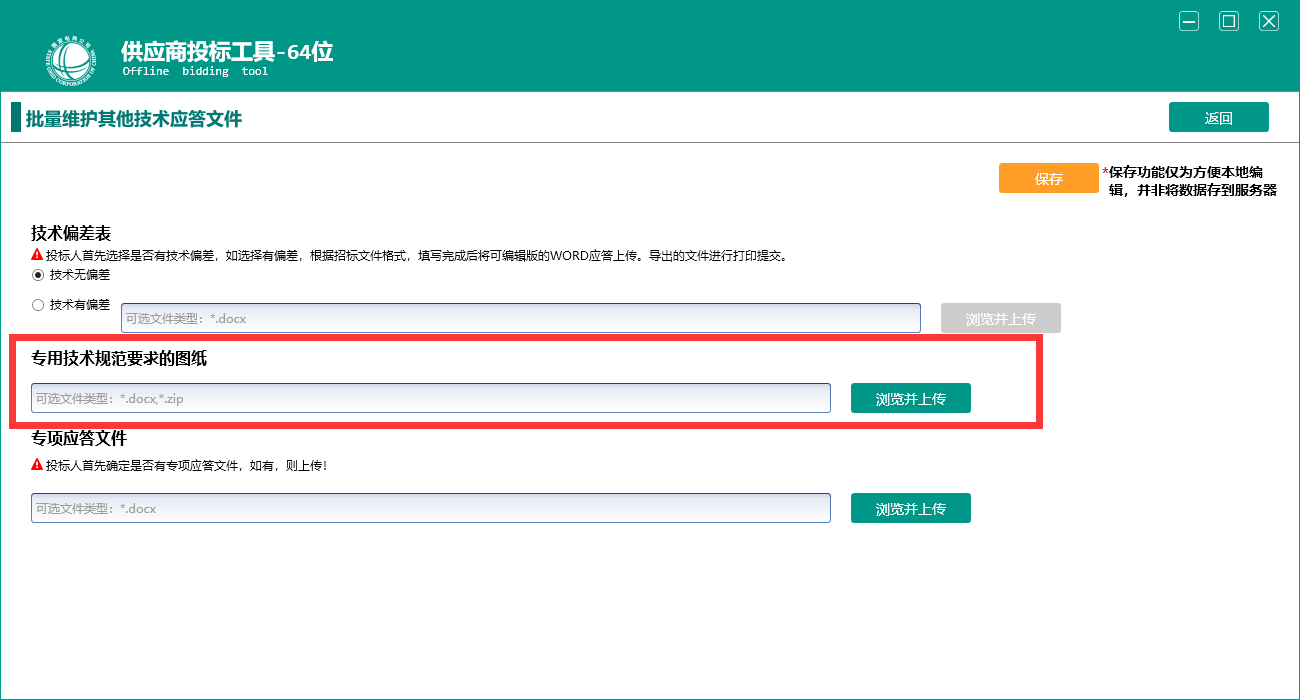 供应商投标工具-64位
Offline bidding tool
批量维护其他技术应答文件
返回
保存
*保存功能仅为方便本地编
辑，并非将数据存到服务器
技术偏差表
投标人首先选择是否有技术偏差，如选择有偏差，根据招标文件格式，填写完成后将可编辑版的WORD应答上传。导出的文件进行打印提交。
技术无偏差
技术有偏差
可选文件类型：*.docx
浏览并上传
专用技术规范要求的图纸
可选文件类型：*.docx,*.zip
浏览并上传
专项应答文件
投标人首先确定是否有专项应答文件，如有，则上传！
可选文件类型：*.docx
浏览并上传